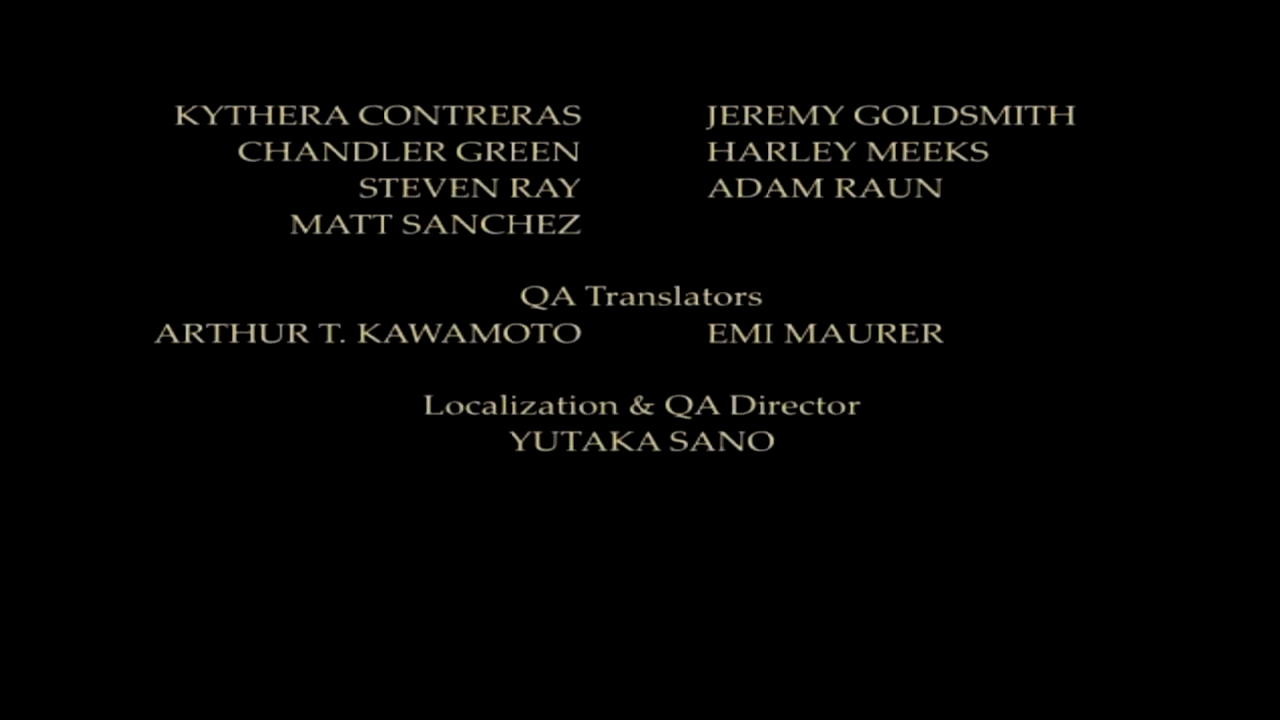 KYTHERA CONTRERAS JEREMY GOLDSMITH
CHANDLER GREEN HARLEY MEEKS
STEVEN RAY ADAM RAUN
MATT SANCHEZ
QA Translators
ARTHUR T. KAWAMOTO EMI MAURER
Localization & QA Director
YUTAKA SANO